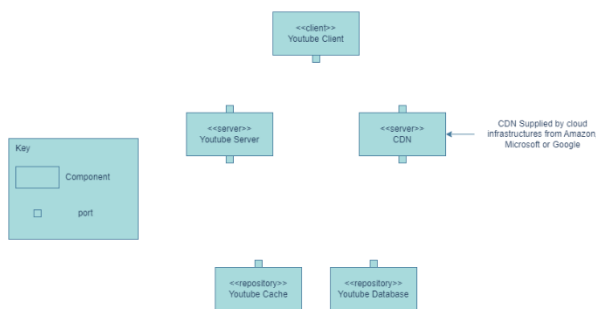 <<client>>
Youtube Client
<<server>>
Youtube Server
<<server>>
CDN
CDN Supplied by cloud
infrastructures from Amazon
Microsoft or Google
Key
Component
port
<<repository>>
Youtube Cache
<<repository>>
Youtube Database